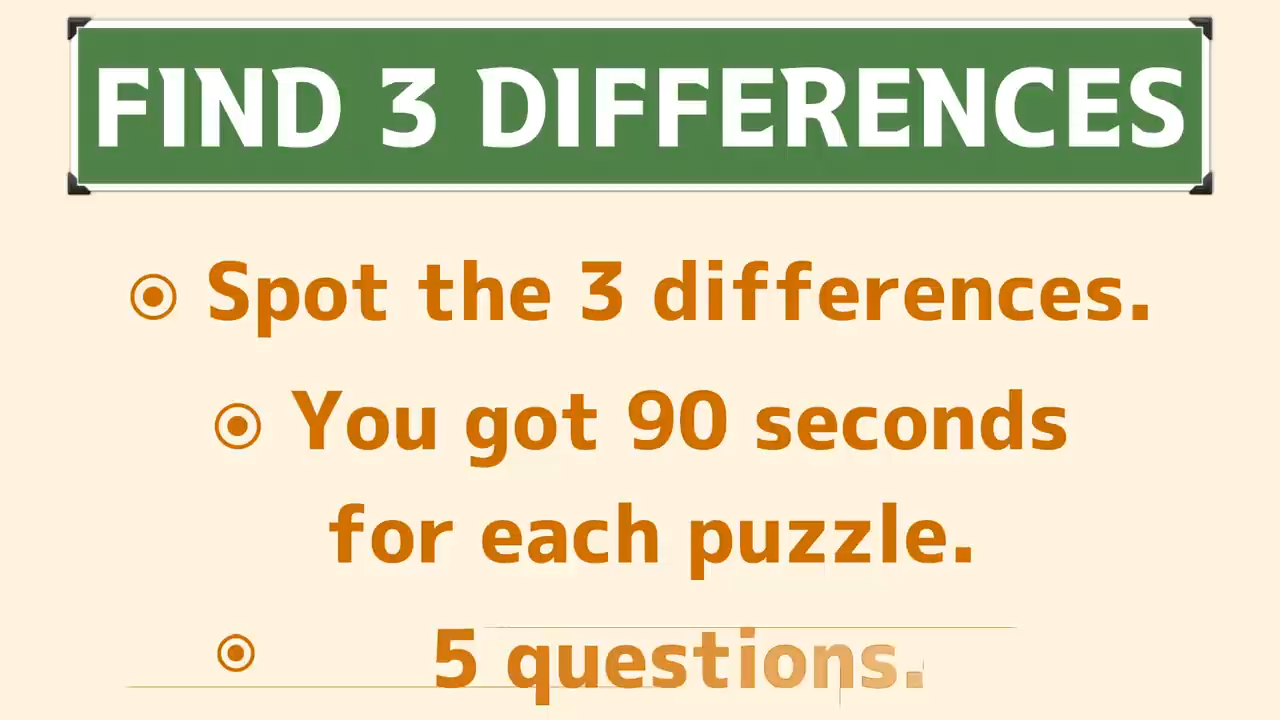 FIND 3 DIFFERENCES
⦿ Spot the 3 differences.
⦿ You got 90 seconds
for each puzzle.
⦿ 5 questions.